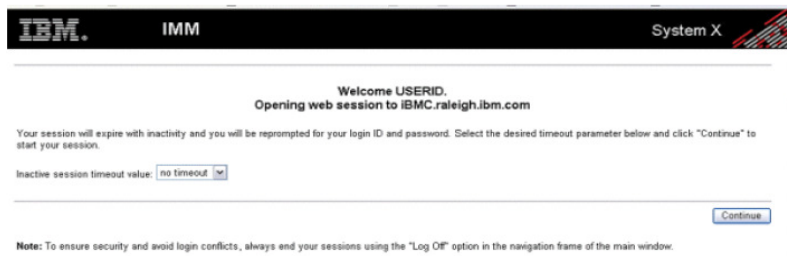 IBM. IMM System X
Welcome USERID.
Opening web session to iBMC.raleigh.ibm.com
Your session will expire with inactivity and you will be reprompted for your login ID and password. Select the desired timeout parameter below and click "Continue" to
start your session.
Inactive session timeout value: no timeout
Continue
Note: To ensure security and avoid login conflicts, always end your sessions using the "Log Off" option in the navigation frame of the main window.